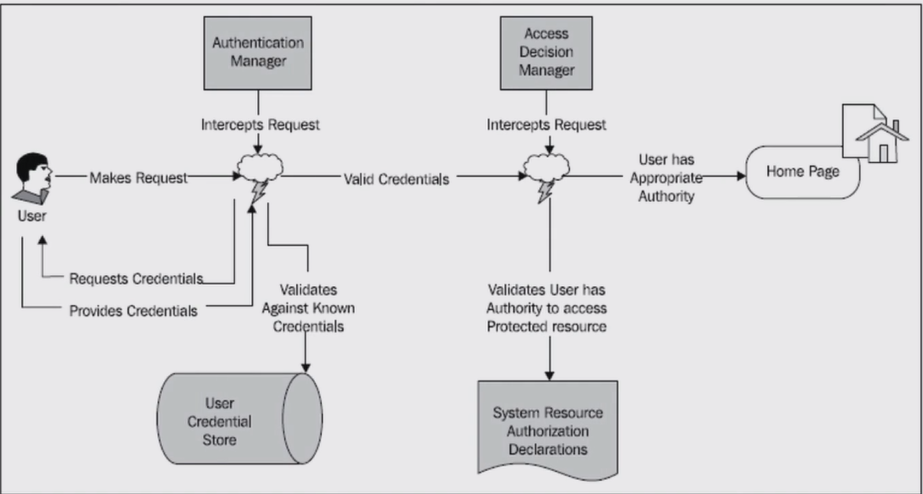 Authentication
Manager
Access
Decision
Manager
Intercepts Request
Intercepts Request
Makes Request
Valid Credentials
User has
Appropriate
Authority
Home Page
User
Requests Credentials
Provides Credentials
Validates
Against Known
Credentials
Validates User has
Authority to access
Protected resource
User
Credential
Store
System Resource
Authorization
Declarations